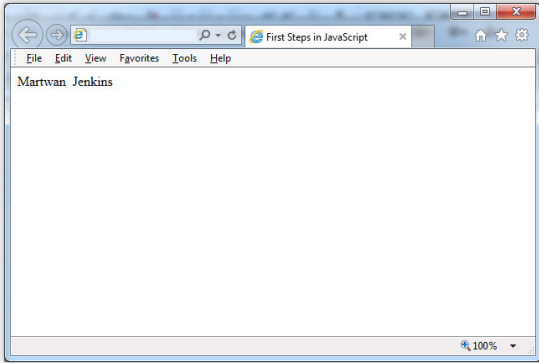 First Steps in JavaScript
File Edit View Favorites Tools Help
Martwan Jenkins
100%